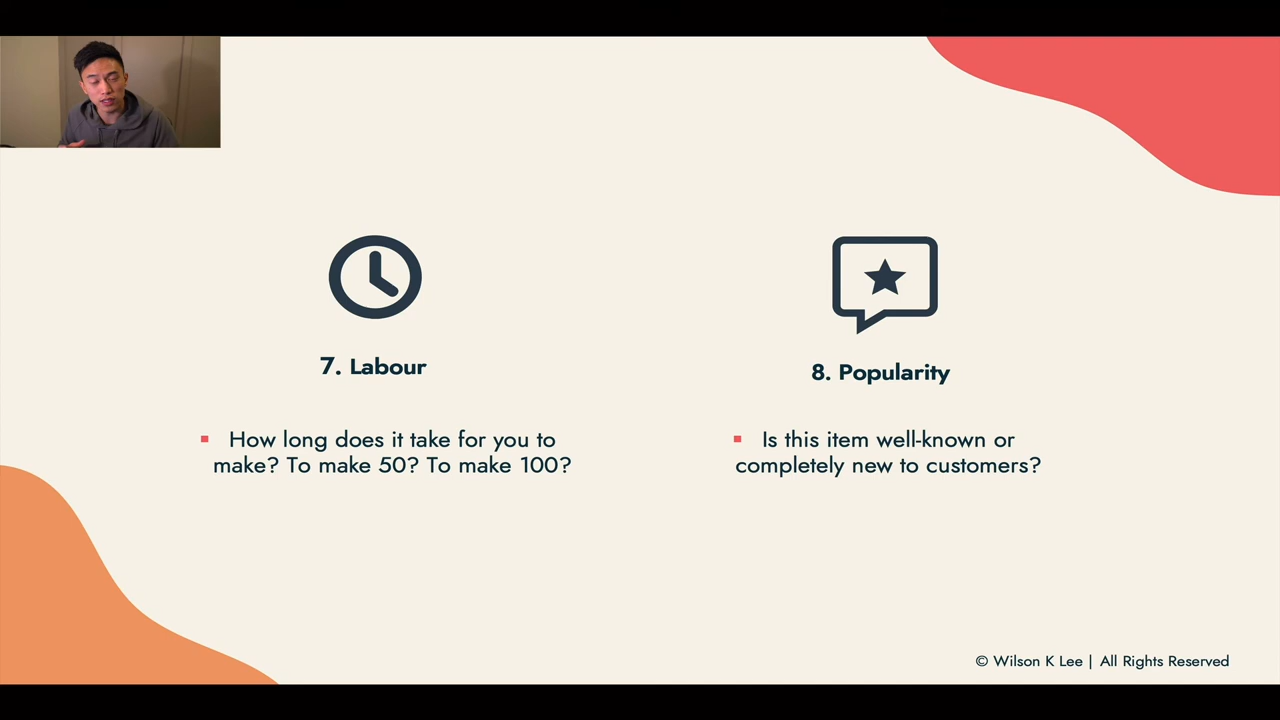 7. Labour
How long does it take for you to
make? To make 50? To make 100?
8. Popularity
Is this item well-known or
completely new to customers?
© Wilson K Lee | All Rights Reserved